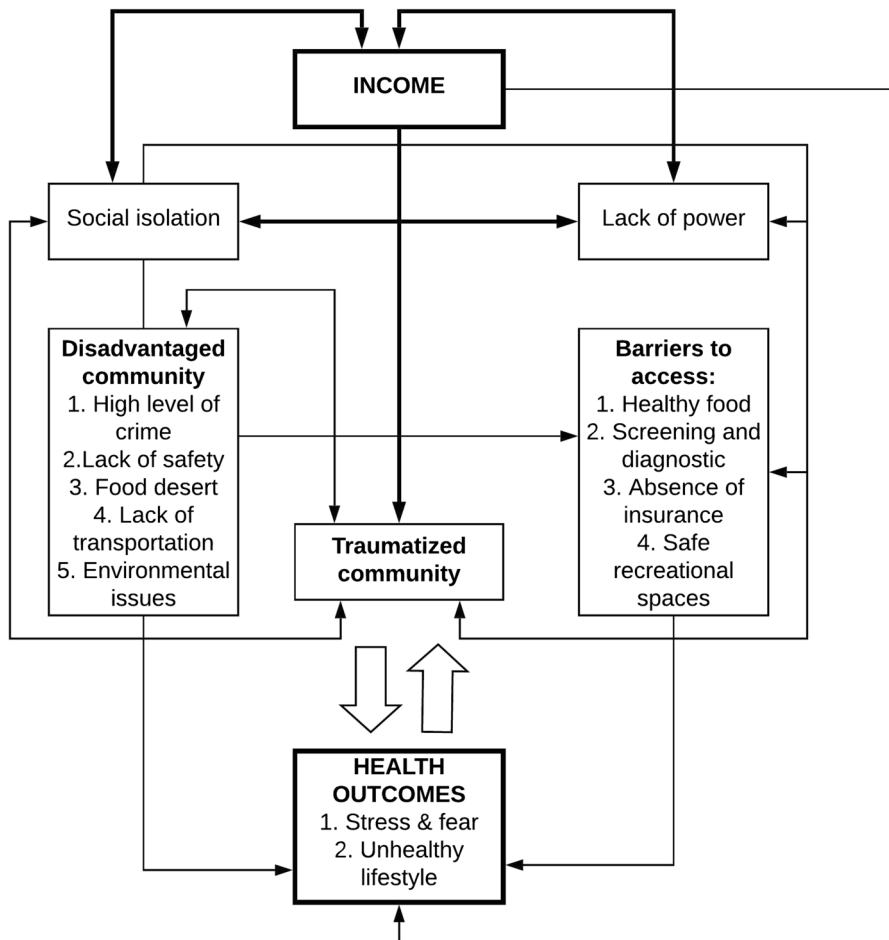 INCOME
Social isolation
Lack of power
Disadvantaged
community
1. High level of
crime
2.Lack of safety
3. Food desert
4. Lack of
transportation
5. Environmental
issues
Barriers to
access:
1. Healthy food
2. Screening and
diagnostic
3. Absence of
insurance
4. Safe
recreational
spaces
Traumatized
community
HEALTH
OUTCOMES
1. Stress & fear
2. Unhealthy
lifestyle